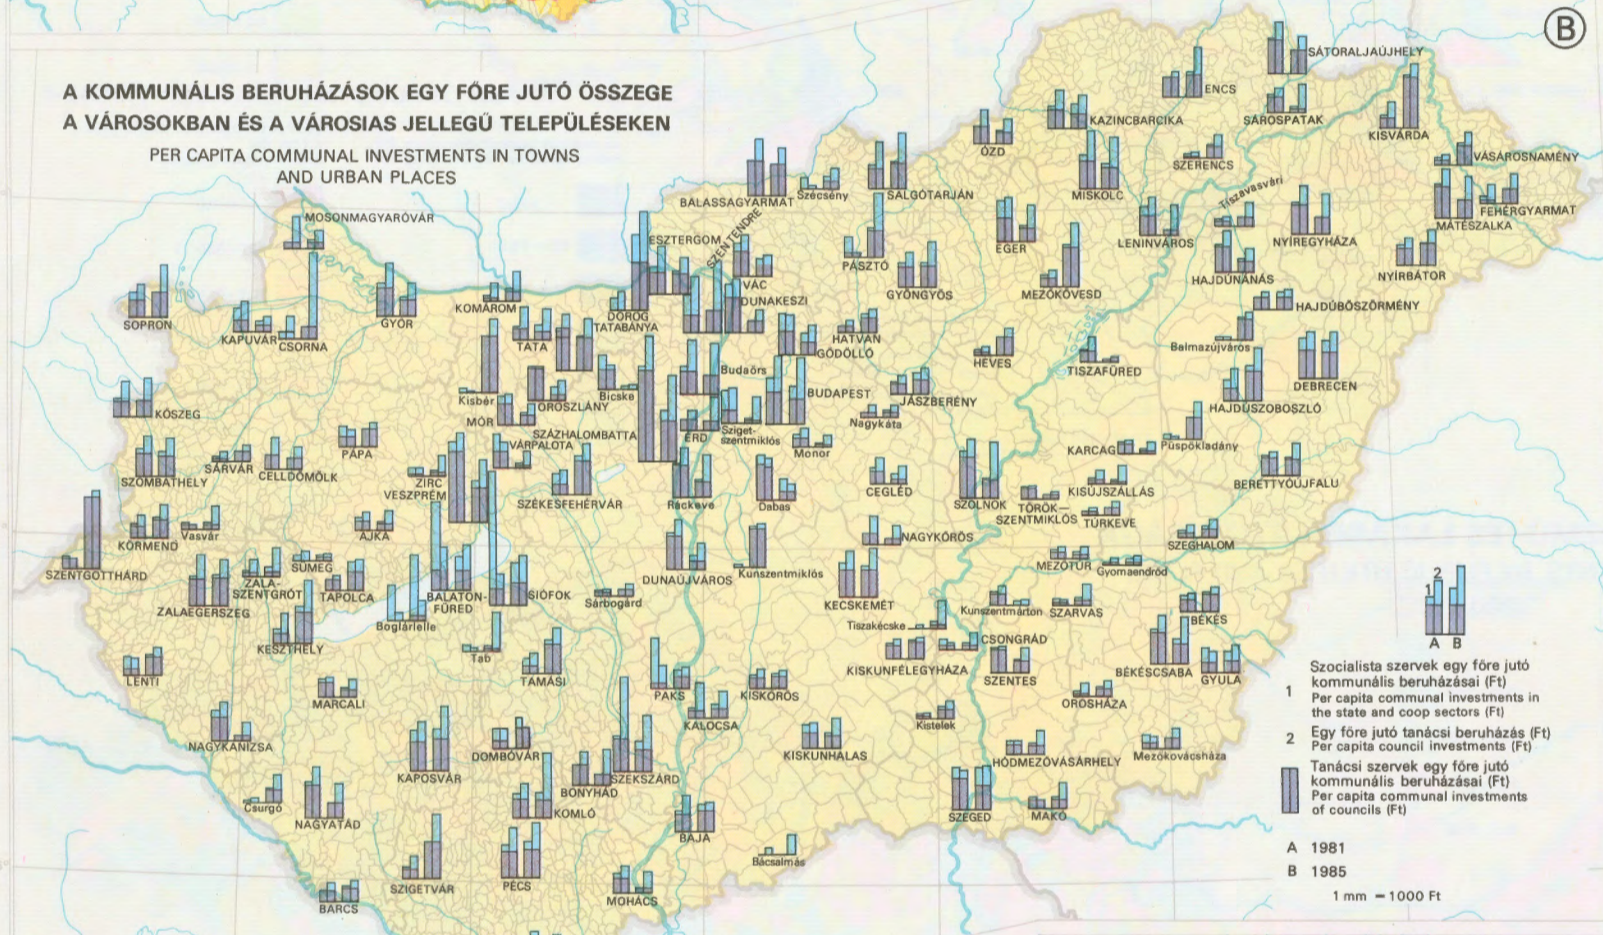 B
A KOMMUNÁLIS BERUHÁZÁSOK EGY FŐRE JUTÓ ÖSSZEGE
A VÁROSOKBAN ÉS A VÁROSIAS JELLEGŰ TELEPÜLÉSEKEN
PER CAPITA COMMUNAL INVESTMENTS IN TOWNS
AND URBAN PLACES
SÁTORALJAÚJHELY
ENCS
KAZINCBARCIKA
SÁROSPATAK
KISVÁRDA
ÓZD
SZERENCS
VÁSÁROSNAMÉNY
BALASSAGYARMAT
Szécsény
SALGÓTARJÁN
MISKOLC
Tiszavasvári
FEHÉRGYARMAT
MÁTÉSZALKA
MOSONMAGYARÓVÁR
ESZTERGOM
SZENTENDRE
EGER
LENINVÁROS
NYÍREGYHÁZA
PÁSZTÓ
NYÍRBÁTOR
VÁC
GYÖNGYÖS
MEZŐKÖVESD
HAJDÚNÁNÁS
SOPRON
GYŐR
KOMÁROM
DOROG
DUNAKESZI
HAJDÚBÖSZÖRMÉNY
KAPUVÁR
CSORNA
TATABÁNYA
TATA
HATVAN
GÖDÖLLŐ
Balmazújváros
HEVES
TISZAFÜRED
Budaörs
DEBRECEN
KŐSZEG
Kisbér
OROSZLÁNY
Bicske
BUDAPEST
JÁSZBERÉNY
HAJDÚSZOBOSZLÓ
MÓR
Nagykáta
SZÁZHALOMBATTA
ÉRD
Sziget-
szentmiklós
Monor
VÁRPALOTA
PÁPA
KARCAG
Püspökladány
SÁRVÁR
CELLDÖMÖLK
SZOMBATHELY
ZIRC
VESZPRÉM
SZÉKESFEHÉRVÁR
Ráckeve
Dabas
CEGLÉD
SZOLNOK
TÖRÖK-
SZENTMIKLÓS
KISÚJSZÁLLÁS
BERETTYÓÚJFALU
TÚRKEVE
KÖRMEND
Vasvár
AJKA
NAGYKŐRÖS
SZEGHALOM
SZENTGOTTHÁRD
SÜMEG
MEZŐTÚR
Gyomaendrőd
DUNAÚJVÁROS
Kunszentmiklós
ZALA-
SZENTGRÓT
TAPOLCA
ZALAEGERSZEG
BALATON-
FÜRED
SIÓFOK
Sárbogárd
KECSKEMÉT
Kunszentmárton
SZARVAS
BÉKÉS
Boglárlelle
Tiszakécske
KESZTHELY
Tab
CSONGRÁD
KISKUNFÉLEGYHÁZA
LENTI
TAMÁSI
SZENTES
BÉKÉSCSABA
GYULA
MARCALI
PAKS
KISKŐRÖS
OROSHÁZA
KALOCSA
Kistelek
NAGYKANIZSA
DOMBÓVÁR
KISKUNHALAS
HÓDMEZŐVÁSÁRHELY
Mezőkovácsháza
KAPOSVÁR
SZEKSZÁRD
BONYHÁD
Csurgó
NAGYATÁD
KOMLÓ
SZEGED
MAKÓ
BAJA
Bácsalmás
SZIGETVÁR
PÉCS
MOHÁCS
BARCS
2
1
A B
1
Szocialista szervek egy főre jutó
kommunális beruházásai (Ft)
Per capita communal investments in
the state and coop sectors (Ft)
2
Egy főre jutó tanácsi beruházás (Ft)
Per capita council investments (Ft)
Tanácsi szervek egy főre jutó
kommunális beruházásai (Ft)
Per capita communal investments
of councils (Ft)
A 1981
B 1985
1 mm = 1000 Ft